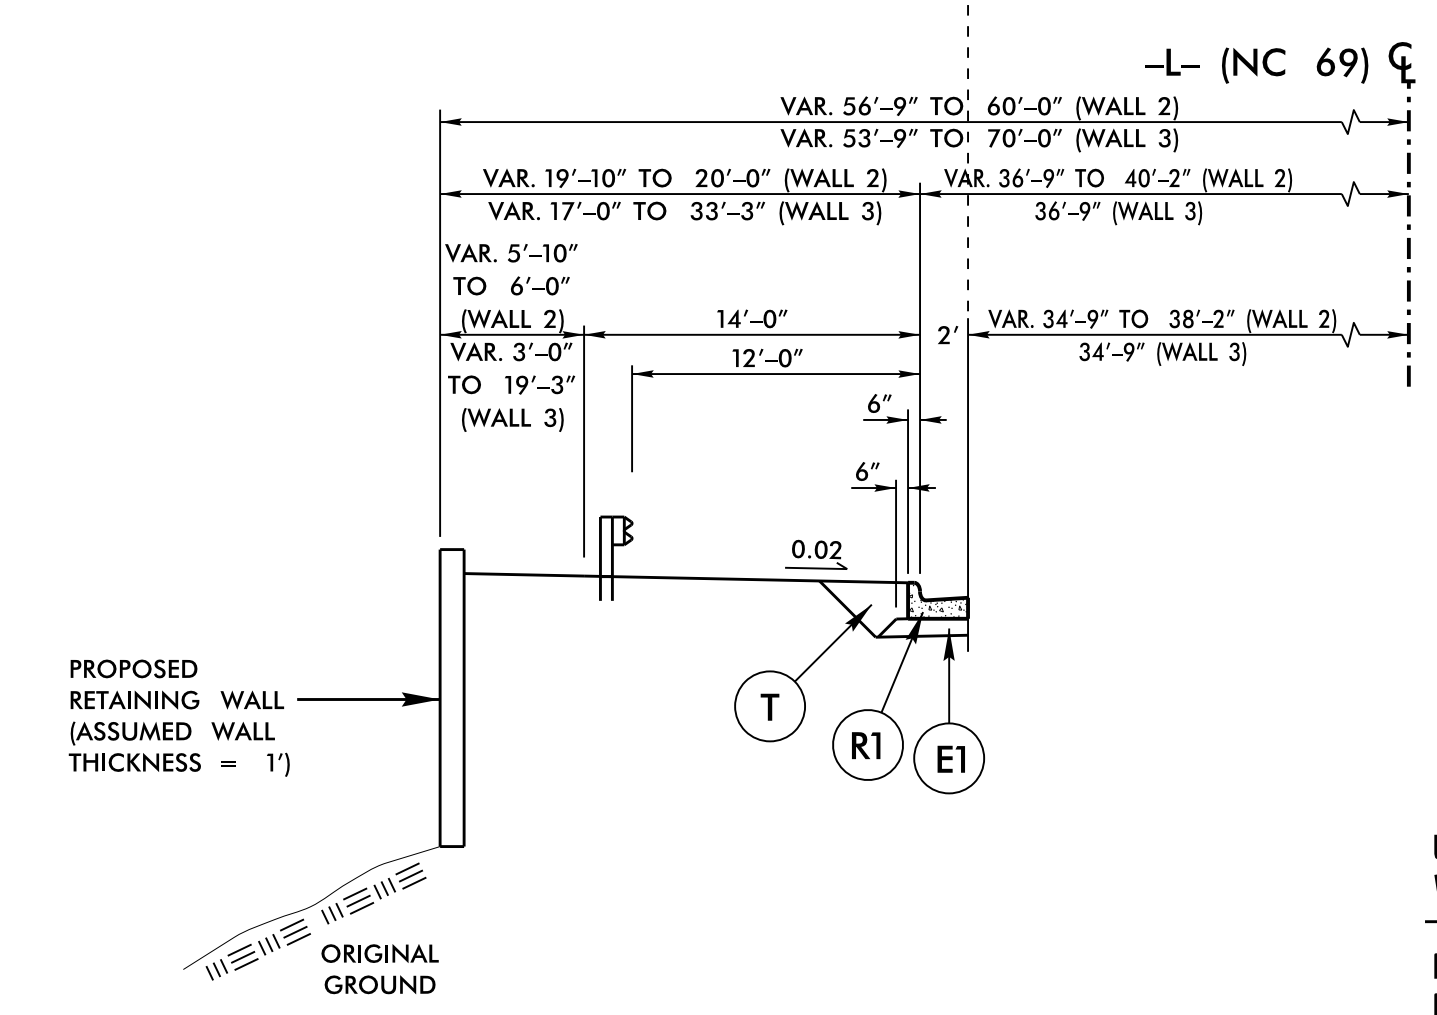 –L– (NC 69) ℄
VAR. 56′–9″ TO 60′–0″ (WALL 2)
VAR. 53′–9″ TO 70′–0″ (WALL 3)
VAR. 19′–10″ TO 20′–0″ (WALL 2)
VAR. 36′–9″ TO 40′–2″ (WALL 2)
VAR. 17′–0″ TO 33′–3″ (WALL 3)
36′–9″ (WALL 3)
VAR. 5′–10″
TO 6′–0″
(WALL 2)
14′–0″
2′
VAR. 34′–9″ TO 38′–2″ (WALL 2)
VAR. 3′–0″
TO 19′–3″
(WALL 3)
12′–0″
34′–9″ (WALL 3)
6″
6″
0.02
PROPOSED
RETAINING WALL
(ASSUMED WALL
THICKNESS = 1′)
T
R1
E1
ORIGINAL
GROUND